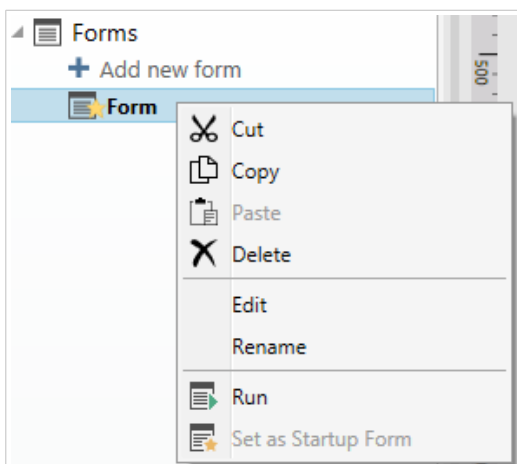 Forms
Add new form
Form
Cut
Copy
Paste
Delete
Edit
Rename
Run
Set as Startup Form
500